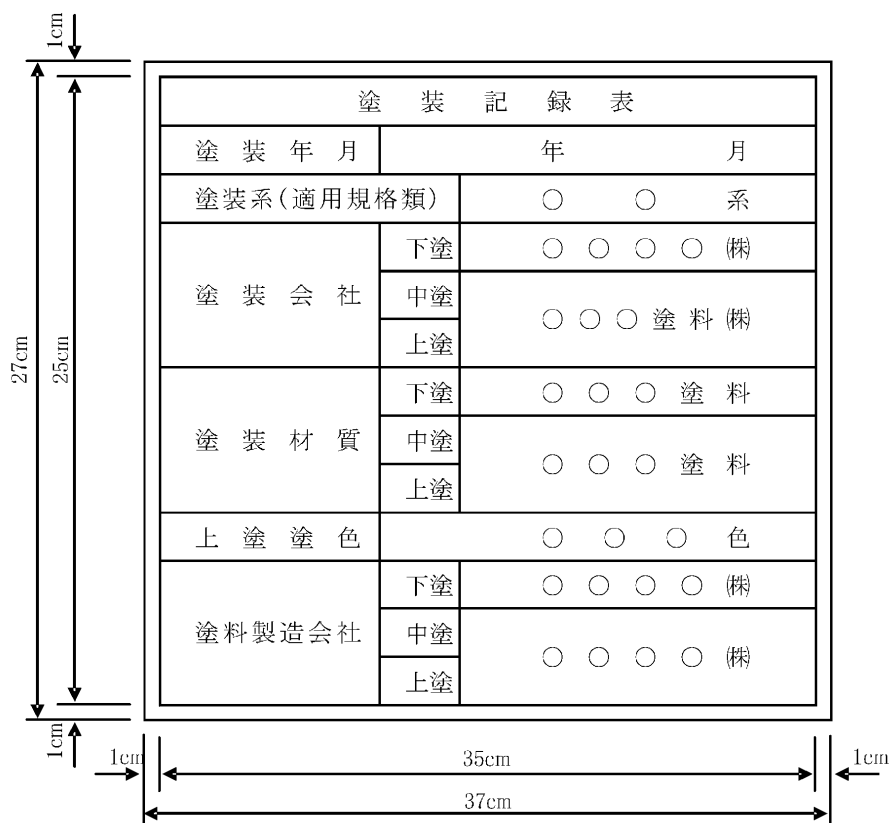 1cm
27cm
25cm
塗装記録表
塗装年月 年 月
塗装系(適用規格類) ○ ○ 系
塗装会社 下塗 ○○○○㈱
中塗
上塗
○○○塗料㈱
塗装材質 下塗 ○○○塗料
中塗
上塗
○○○塗料
上塗塗色 ○○○色
塗料製造会社 下塗 ○○○○㈱
中塗
上塗
○○○○㈱
1cm
1cm 35cm 1cm
37cm